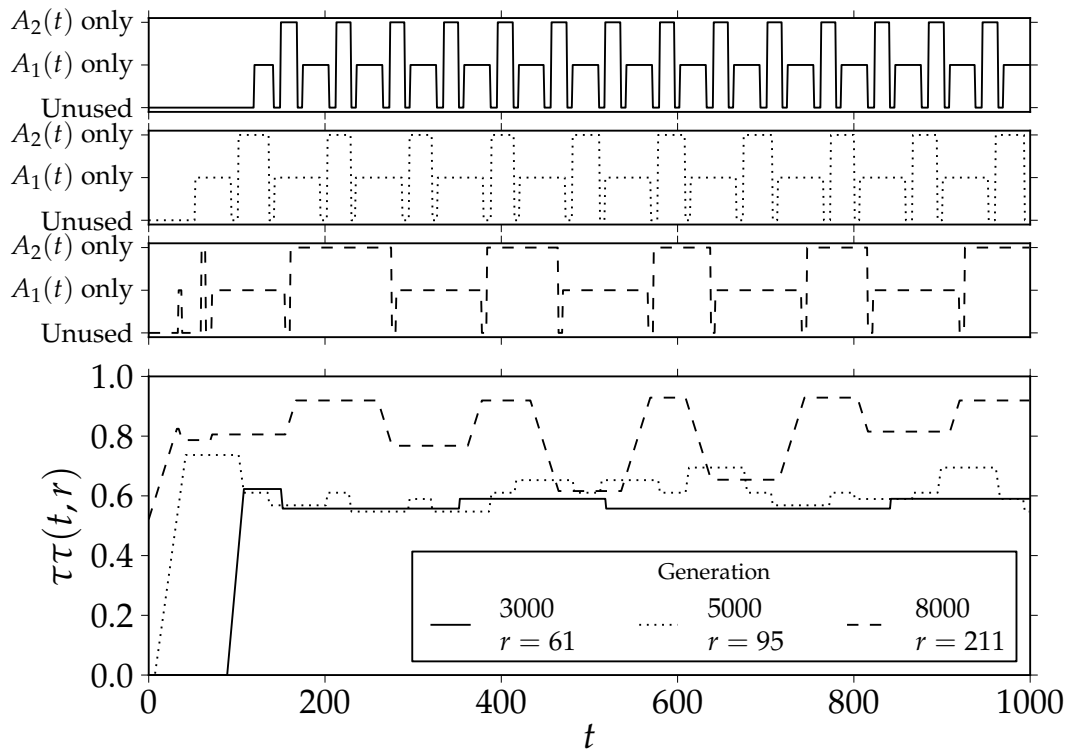 A₂(t) only
A₁(t) only
Unused
A₂(t) only
A₁(t) only
Unused
A₂(t) only
A₁(t) only
Unused
1.0
0.8
0.6
0.4
0.2
0.0
ττ(t, r)
Generation
3000 5000 8000
r = 61 r = 95 r = 211
0 200 400 600 800 1000
t